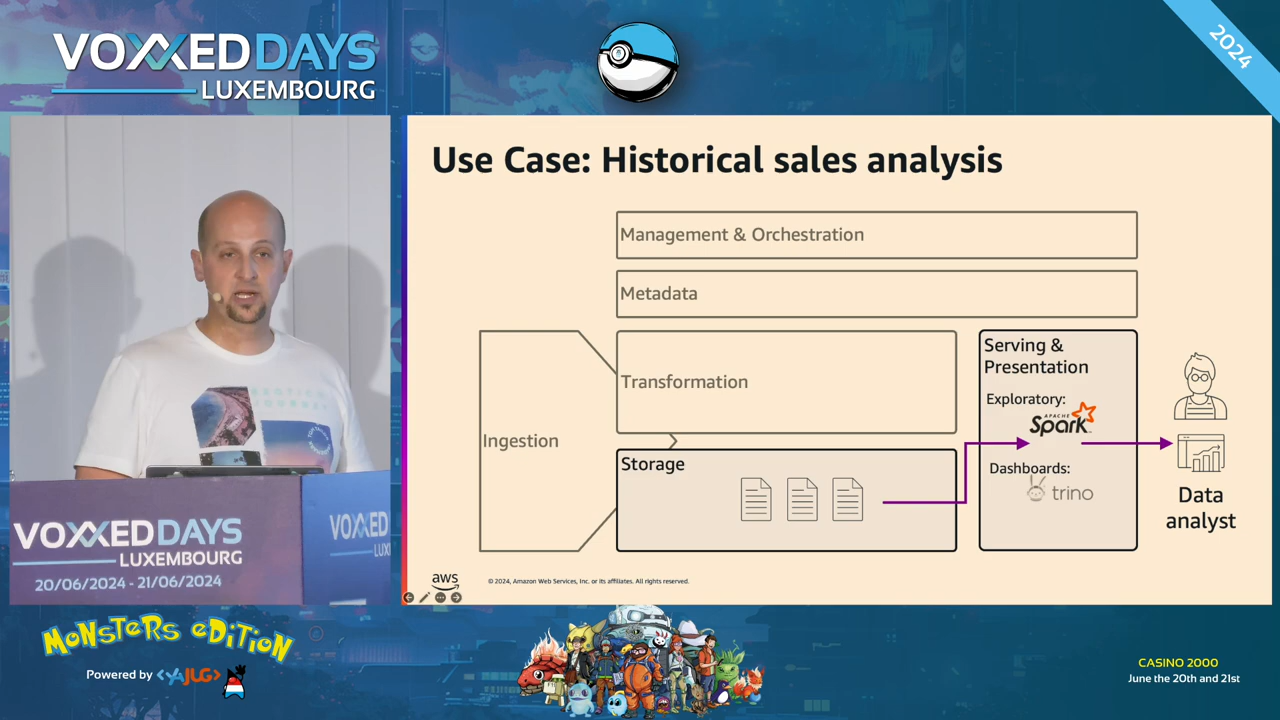 VOXXEDDAYS
LUXEMBOURG
2024
Use Case: Historical sales analysis
Management & Orchestration
Metadata
Ingestion
Transformation
Storage
Serving &
Presentation
Exploratory:
APACHE
Spark
Dashboards:
trino
Data
analyst
aws
© 2024, Amazon Web Services, Inc. or its affiliates. All rights reserved.
VOXXEDDAYS
LUXEMBOURG
20/06/2024 - 21/06/2024
VOXXED
LUX
MONSTERS EDITION
Powered by <YAJUG>
CASINO 2000
June the 20th and 21st